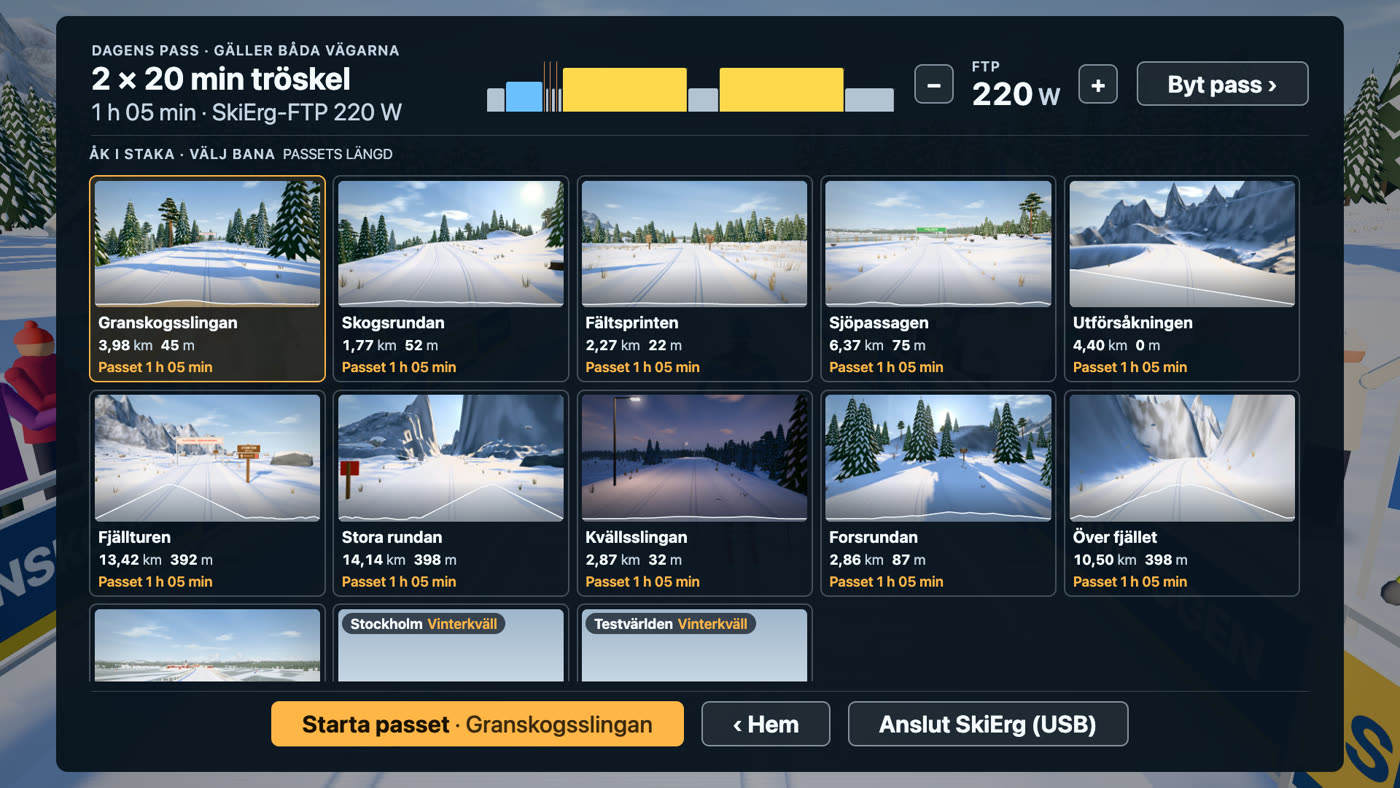 DAGENS PASS · GÄLLER BÅDA VÄGARNA
2 × 20 min tröskel
1 h 05 min · SkiErg-FTP 220 W
−
FTP
220 W
+
Byt pass ›
ÅK I STAKA · VÄLJ BANA PASSETS LÄNGD
Granskogsslingan
3,98 km 45 m
Passet 1 h 05 min
Skogsrundan
1,77 km 52 m
Passet 1 h 05 min
Fältsprinten
2,27 km 22 m
Passet 1 h 05 min
Sjöpassagen
6,37 km 75 m
Passet 1 h 05 min
Utförsåkningen
4,40 km 0 m
Passet 1 h 05 min
Fjällturen
13,42 km 392 m
Passet 1 h 05 min
Stora rundan
14,14 km 398 m
Passet 1 h 05 min
Kvällsslingan
2,87 km 32 m
Passet 1 h 05 min
Forsrundan
2,86 km 87 m
Passet 1 h 05 min
Över fjället
10,50 km 398 m
Passet 1 h 05 min
Stockholm Vinterkväll
Testvärlden Vinterkväll
Starta passet · Granskogsslingan
‹ Hem
Anslut SkiErg (USB)